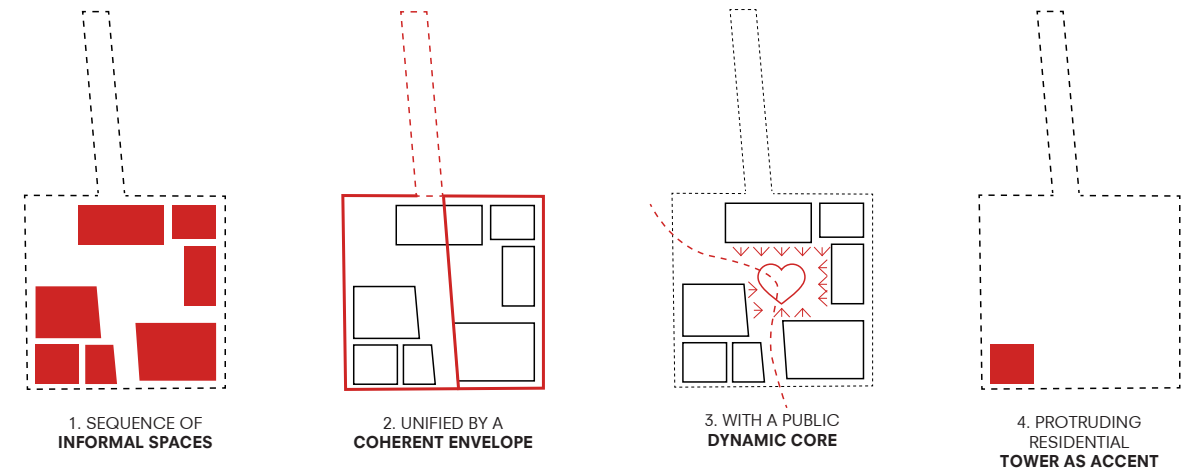 1. SEQUENCE OF
INFORMAL SPACES
2. UNIFIED BY A
COHERENT ENVELOPE
3. WITH A PUBLIC
DYNAMIC CORE
4. PROTRUDING
RESIDENTIAL
TOWER AS ACCENT